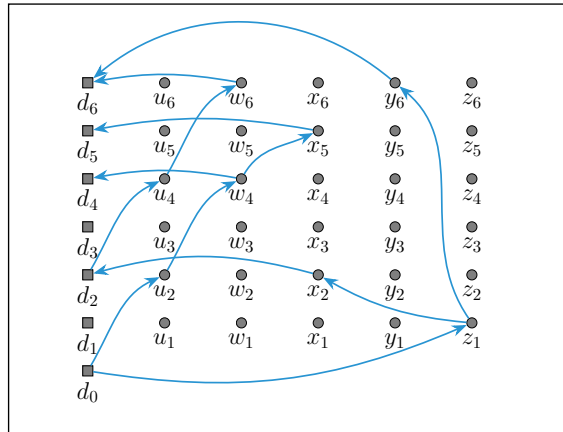 d₆ u₆ w₆ x₆ y₆ z₆
d₅ u₅ w₅ x₅ y₅ z₅
d₄ u₄ w₄ x₄ y₄ z₄
d₃ u₃ w₃ x₃ y₃ z₃
d₂ u₂ w₂ x₂ y₂ z₂
d₁ u₁ w₁ x₁ y₁ z₁
d₀